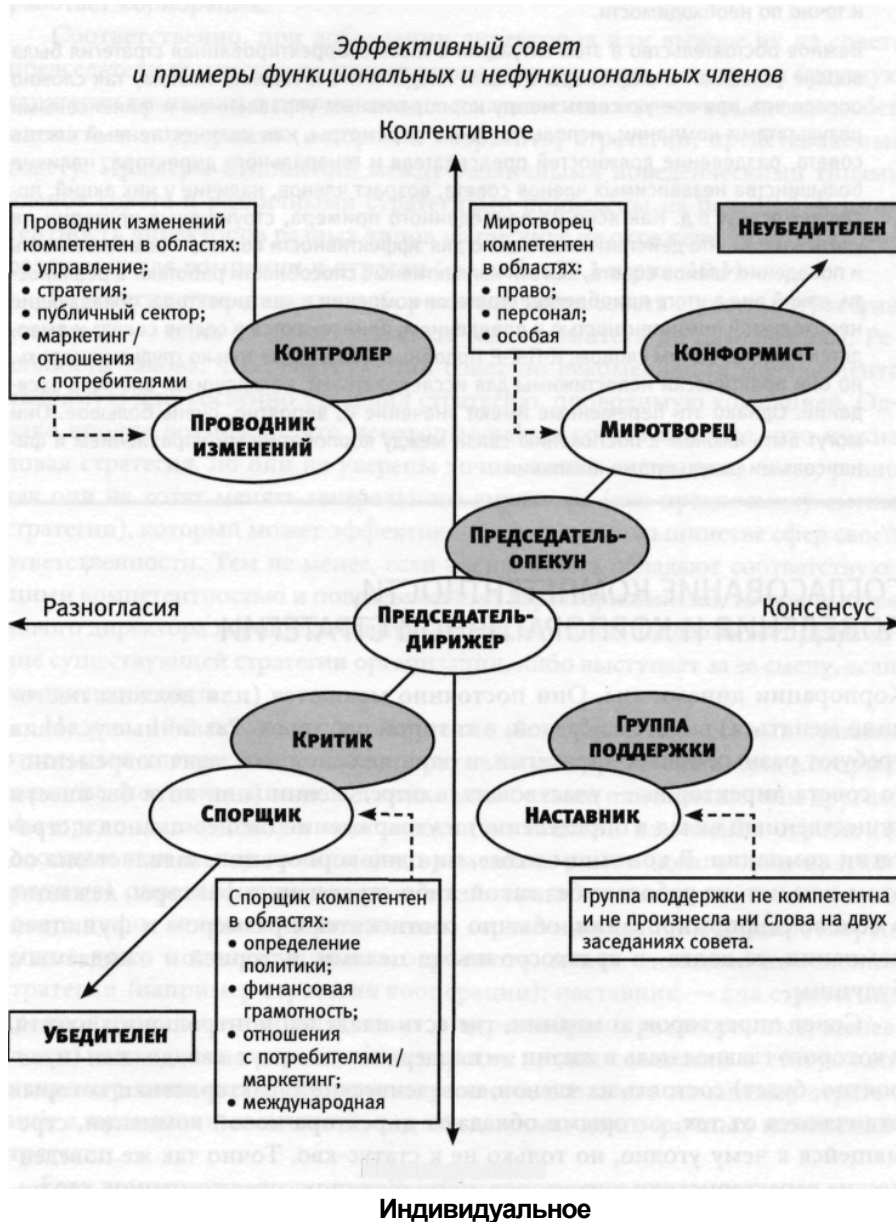 Эффективный совет
и примеры функциональных и нефункциональных членов
Коллективное
Проводник изменений
компетентен в областях:
• управление;
• стратегия;
• публичный сектор;
• маркетинг/
отношения
с потребителями
Миротворец
компетентен
в областях:
• право;
• персонал;
• особая
НЕУБЕДИТЕЛЕН
КОНТРОЛЕР
ПРОВОДНИК
ИЗМЕНЕНИЙ
КОНФОРМИСТ
МИРОТВОРЕЦ
ПРЕДСЕДАТЕЛЬ-
ОПЕКУН
Разногласия
ПРЕДСЕДАТЕЛЬ-
ДИРИЖЕР
Консенсус
КРИТИК
СПОРЩИК
ГРУППА
ПОДДЕРЖКИ
НАСТАВНИК
Спорщик компетентен
в областях:
• определение
политики;
• финансовая
грамотность;
• отношения
с потребителями/
маркетинг;
• международная
Группа поддержки не компетентна
и не произнесла ни слова на двух
заседаниях совета.
УБЕДИТЕЛЕН
Индивидуальное